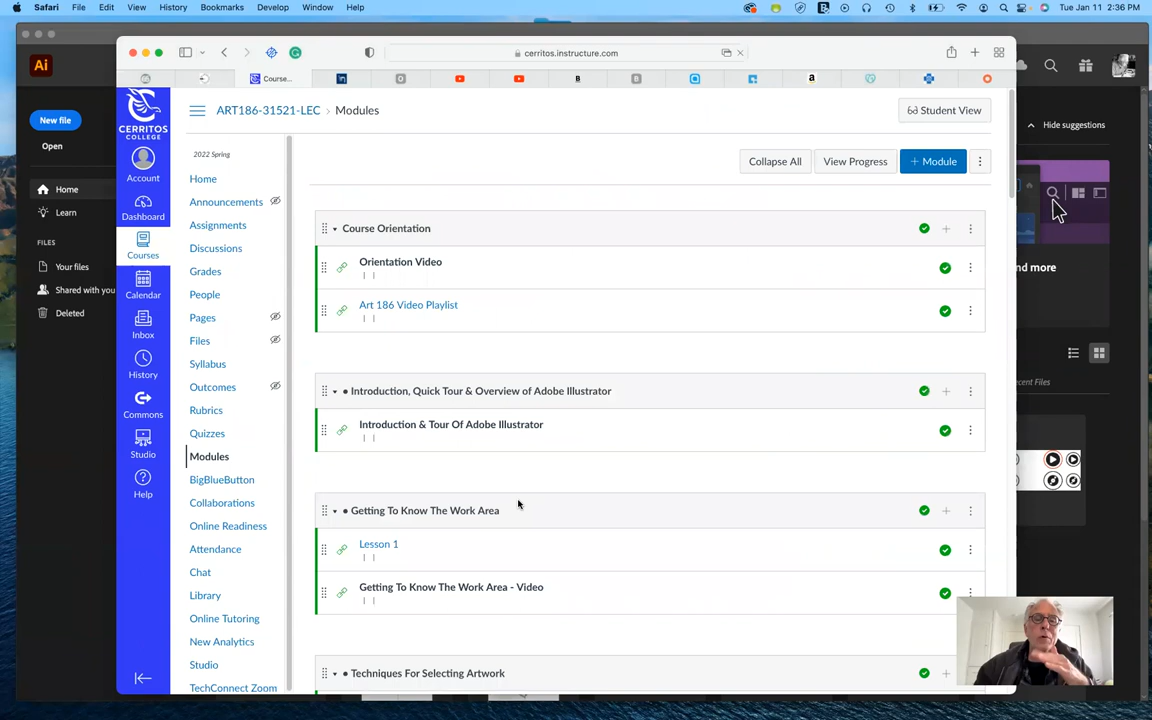 Safari File Edit View History Bookmarks Develop Window Help
Tue Jan 11 2:36 PM
cerritos.instructure.com
Ai
Course...
New file
Open
Home
Learn
FILES
Your files
Shared with you
Deleted
Hide suggestions
nd more
ecent Files
CERRITOS
COLLEGE
Account
Dashboard
Courses
Calendar
Inbox
History
Commons
Studio
Help
ART186-31521-LEC › Modules
Student View
2022 Spring
Home
Announcements
Assignments
Discussions
Grades
People
Pages
Files
Syllabus
Outcomes
Rubrics
Quizzes
Modules
BigBlueButton
Collaborations
Online Readiness
Attendance
Chat
Library
Online Tutoring
New Analytics
Studio
TechConnect Zoom
Collapse All
View Progress
+ Module
Course Orientation
Orientation Video
| |
Art 186 Video Playlist
| |
• Introduction, Quick Tour & Overview of Adobe Illustrator
Introduction & Tour Of Adobe Illustrator
| |
• Getting To Know The Work Area
Lesson 1
| |
Getting To Know The Work Area - Video
| |
• Techniques For Selecting Artwork